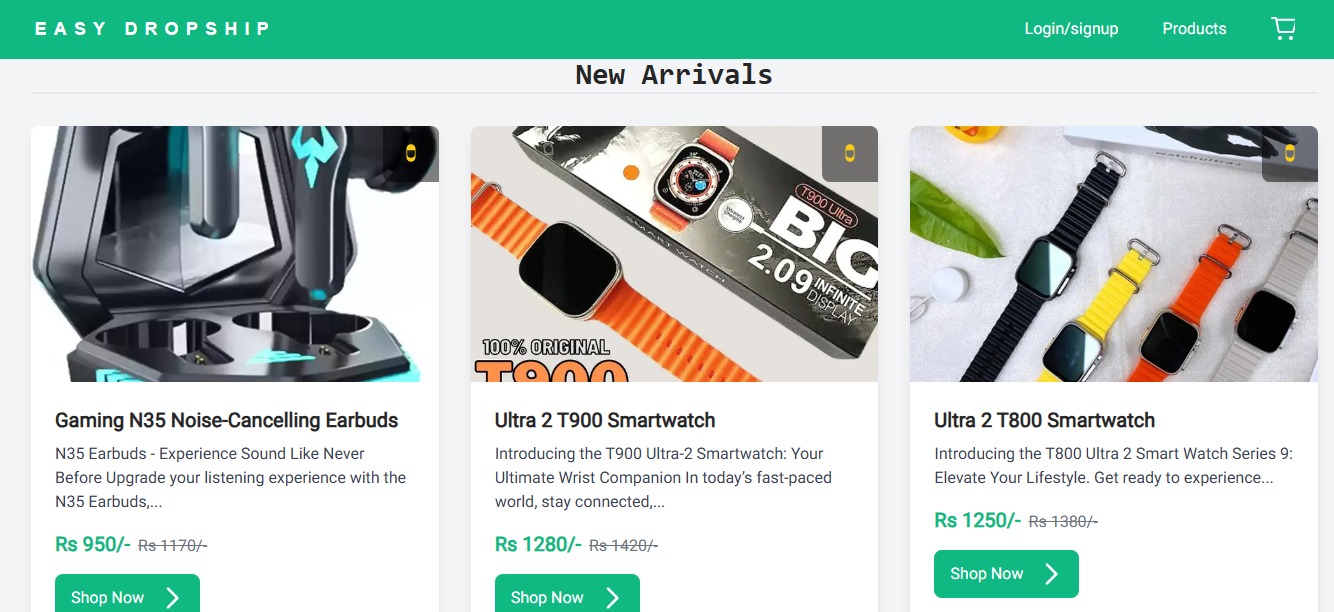 EASY DROPSHIP
Login/signup
Products
New Arrivals
T900 Ultra
BIG
2.09
INFINITE
DISPLAY
SMART WATCH
Wireless
Charging
100% ORIGINAL
T900
watch ultra2
Gaming N35 Noise-Cancelling Earbuds
N35 Earbuds - Experience Sound Like Never
Before Upgrade your listening experience with the
N35 Earbuds,...
Rs 950/- Rs 1170/-
Shop Now
Ultra 2 T900 Smartwatch
Introducing the T900 Ultra-2 Smartwatch: Your
Ultimate Wrist Companion In today’s fast-paced
world, stay connected,...
Rs 1280/- Rs 1420/-
Shop Now
Ultra 2 T800 Smartwatch
Introducing the T800 Ultra 2 Smart Watch Series 9:
Elevate Your Lifestyle. Get ready to experience...
Rs 1250/- Rs 1380/-
Shop Now